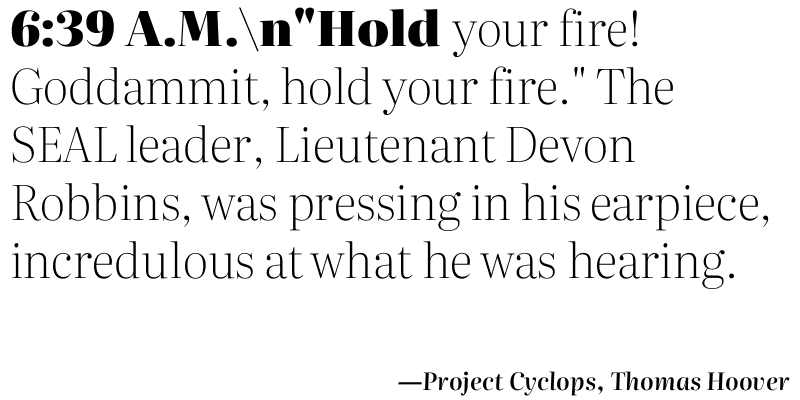 6:39 A.M.\n"Hold your fire!
Goddammit, hold your fire." The
SEAL leader, Lieutenant Devon
Robbins, was pressing in his earpiece,
incredulous at what he was hearing.
—Project Cyclops, Thomas Hoover